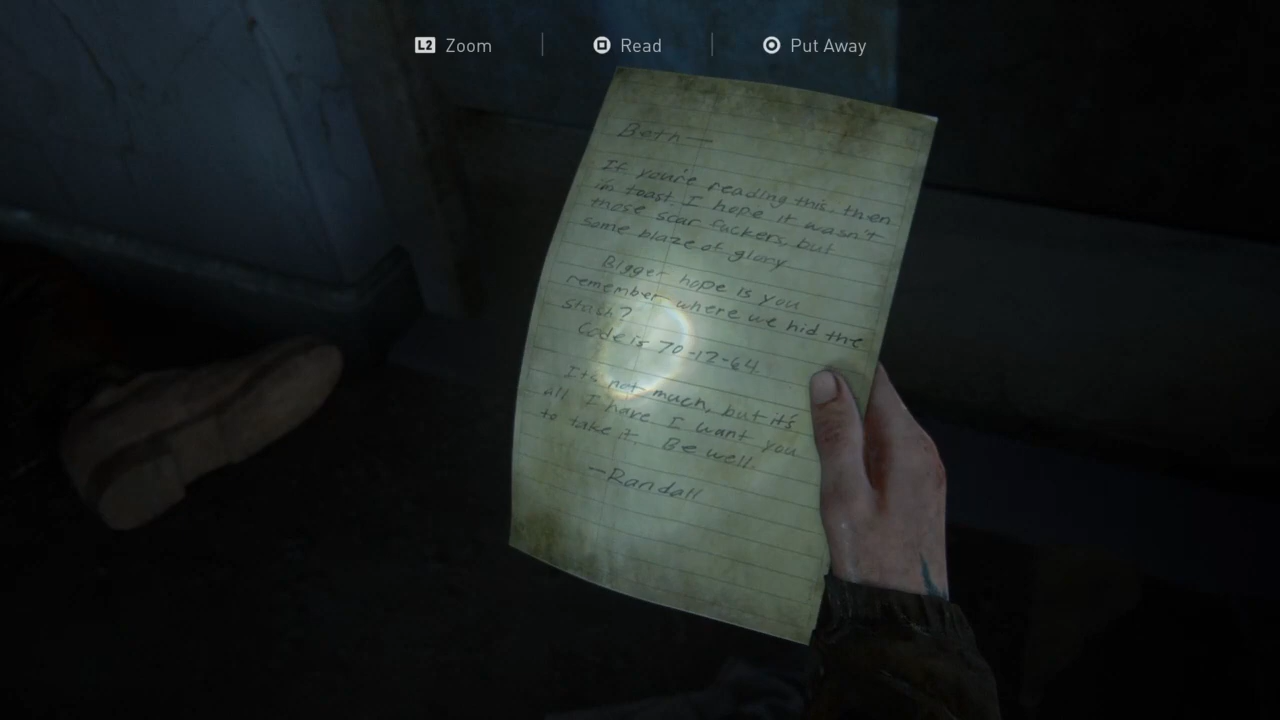 L2 Zoom | Read | Put Away
Beth—
If you're reading this, then
i'm toast. I hope it wasn't
those scar fuckers, but
some blaze of glory.
Bigger hope is you
remember where we hid the
stash?
Code is 70-12-64.
It's not much, but it's
all I have. I want you
to take it. Be well.
—Randall